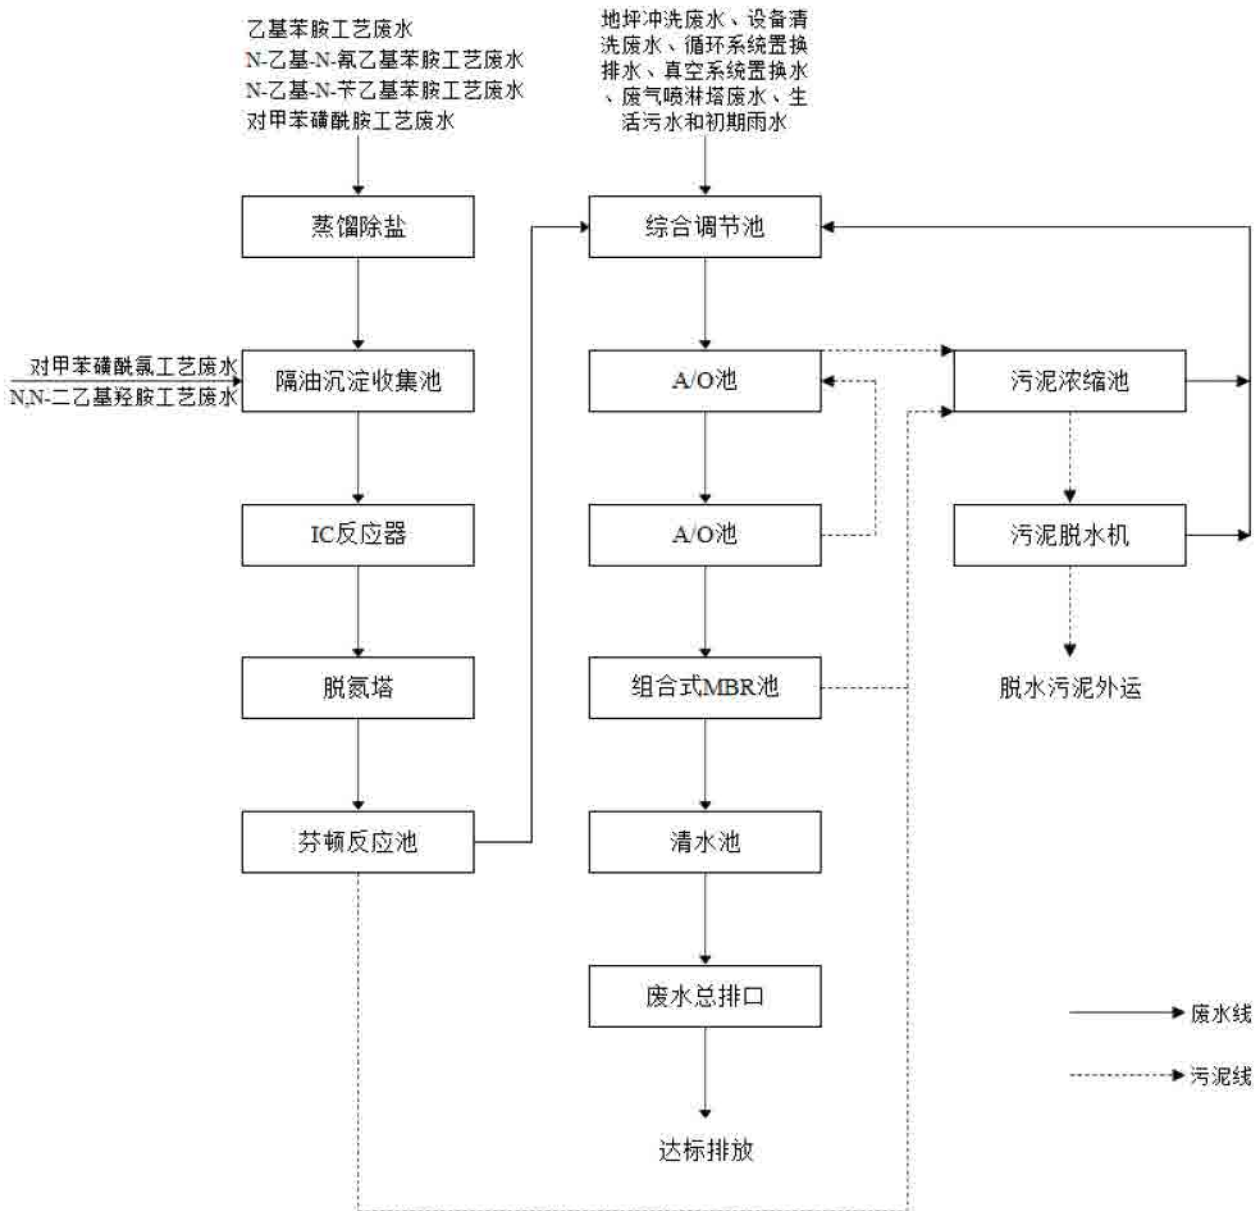 乙基苯胺工艺废水
N-乙基-N-氰乙基苯胺工艺废水
N-乙基-N-苄乙基苯胺工艺废水
对甲苯磺酰胺工艺废水
地坪冲洗废水、设备清
洗废水、循环系统置换
排水、真空系统置换水
、废气喷淋塔废水、生
活污水和初期雨水
蒸馏除盐
综合调节池
对甲苯磺酰氯工艺废水
N,N-二乙基羟胺工艺废水
隔油沉淀收集池
A/O池
污泥浓缩池
IC反应器
A/O池
污泥脱水机
脱氮塔
组合式MBR池
脱水污泥外运
芬顿反应池
清水池
废水总排口
废水线
污泥线
达标排放